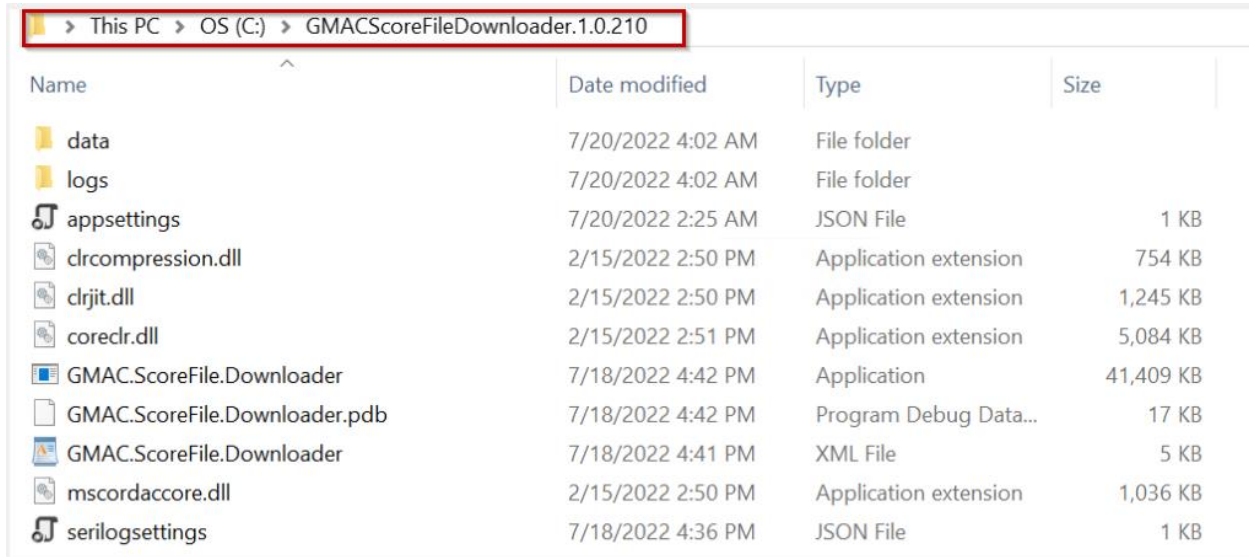 This PC > OS (C:) > GMACScoreFileDownloader.1.0.210
Name Date modified Type Size
data 7/20/2022 4:02 AM File folder
logs 7/20/2022 4:02 AM File folder
appsettings 7/20/2022 2:25 AM JSON File 1 KB
clrcompression.dll 2/15/2022 2:50 PM Application extension 754 KB
clrjit.dll 2/15/2022 2:50 PM Application extension 1,245 KB
coreclr.dll 2/15/2022 2:51 PM Application extension 5,084 KB
GMAC.ScoreFile.Downloader 7/18/2022 4:42 PM Application 41,409 KB
GMAC.ScoreFile.Downloader.pdb 7/18/2022 4:42 PM Program Debug Data... 17 KB
GMAC.ScoreFile.Downloader 7/18/2022 4:41 PM XML File 5 KB
mscordaccore.dll 2/15/2022 2:50 PM Application extension 1,036 KB
serilogsettings 7/18/2022 4:36 PM JSON File 1 KB